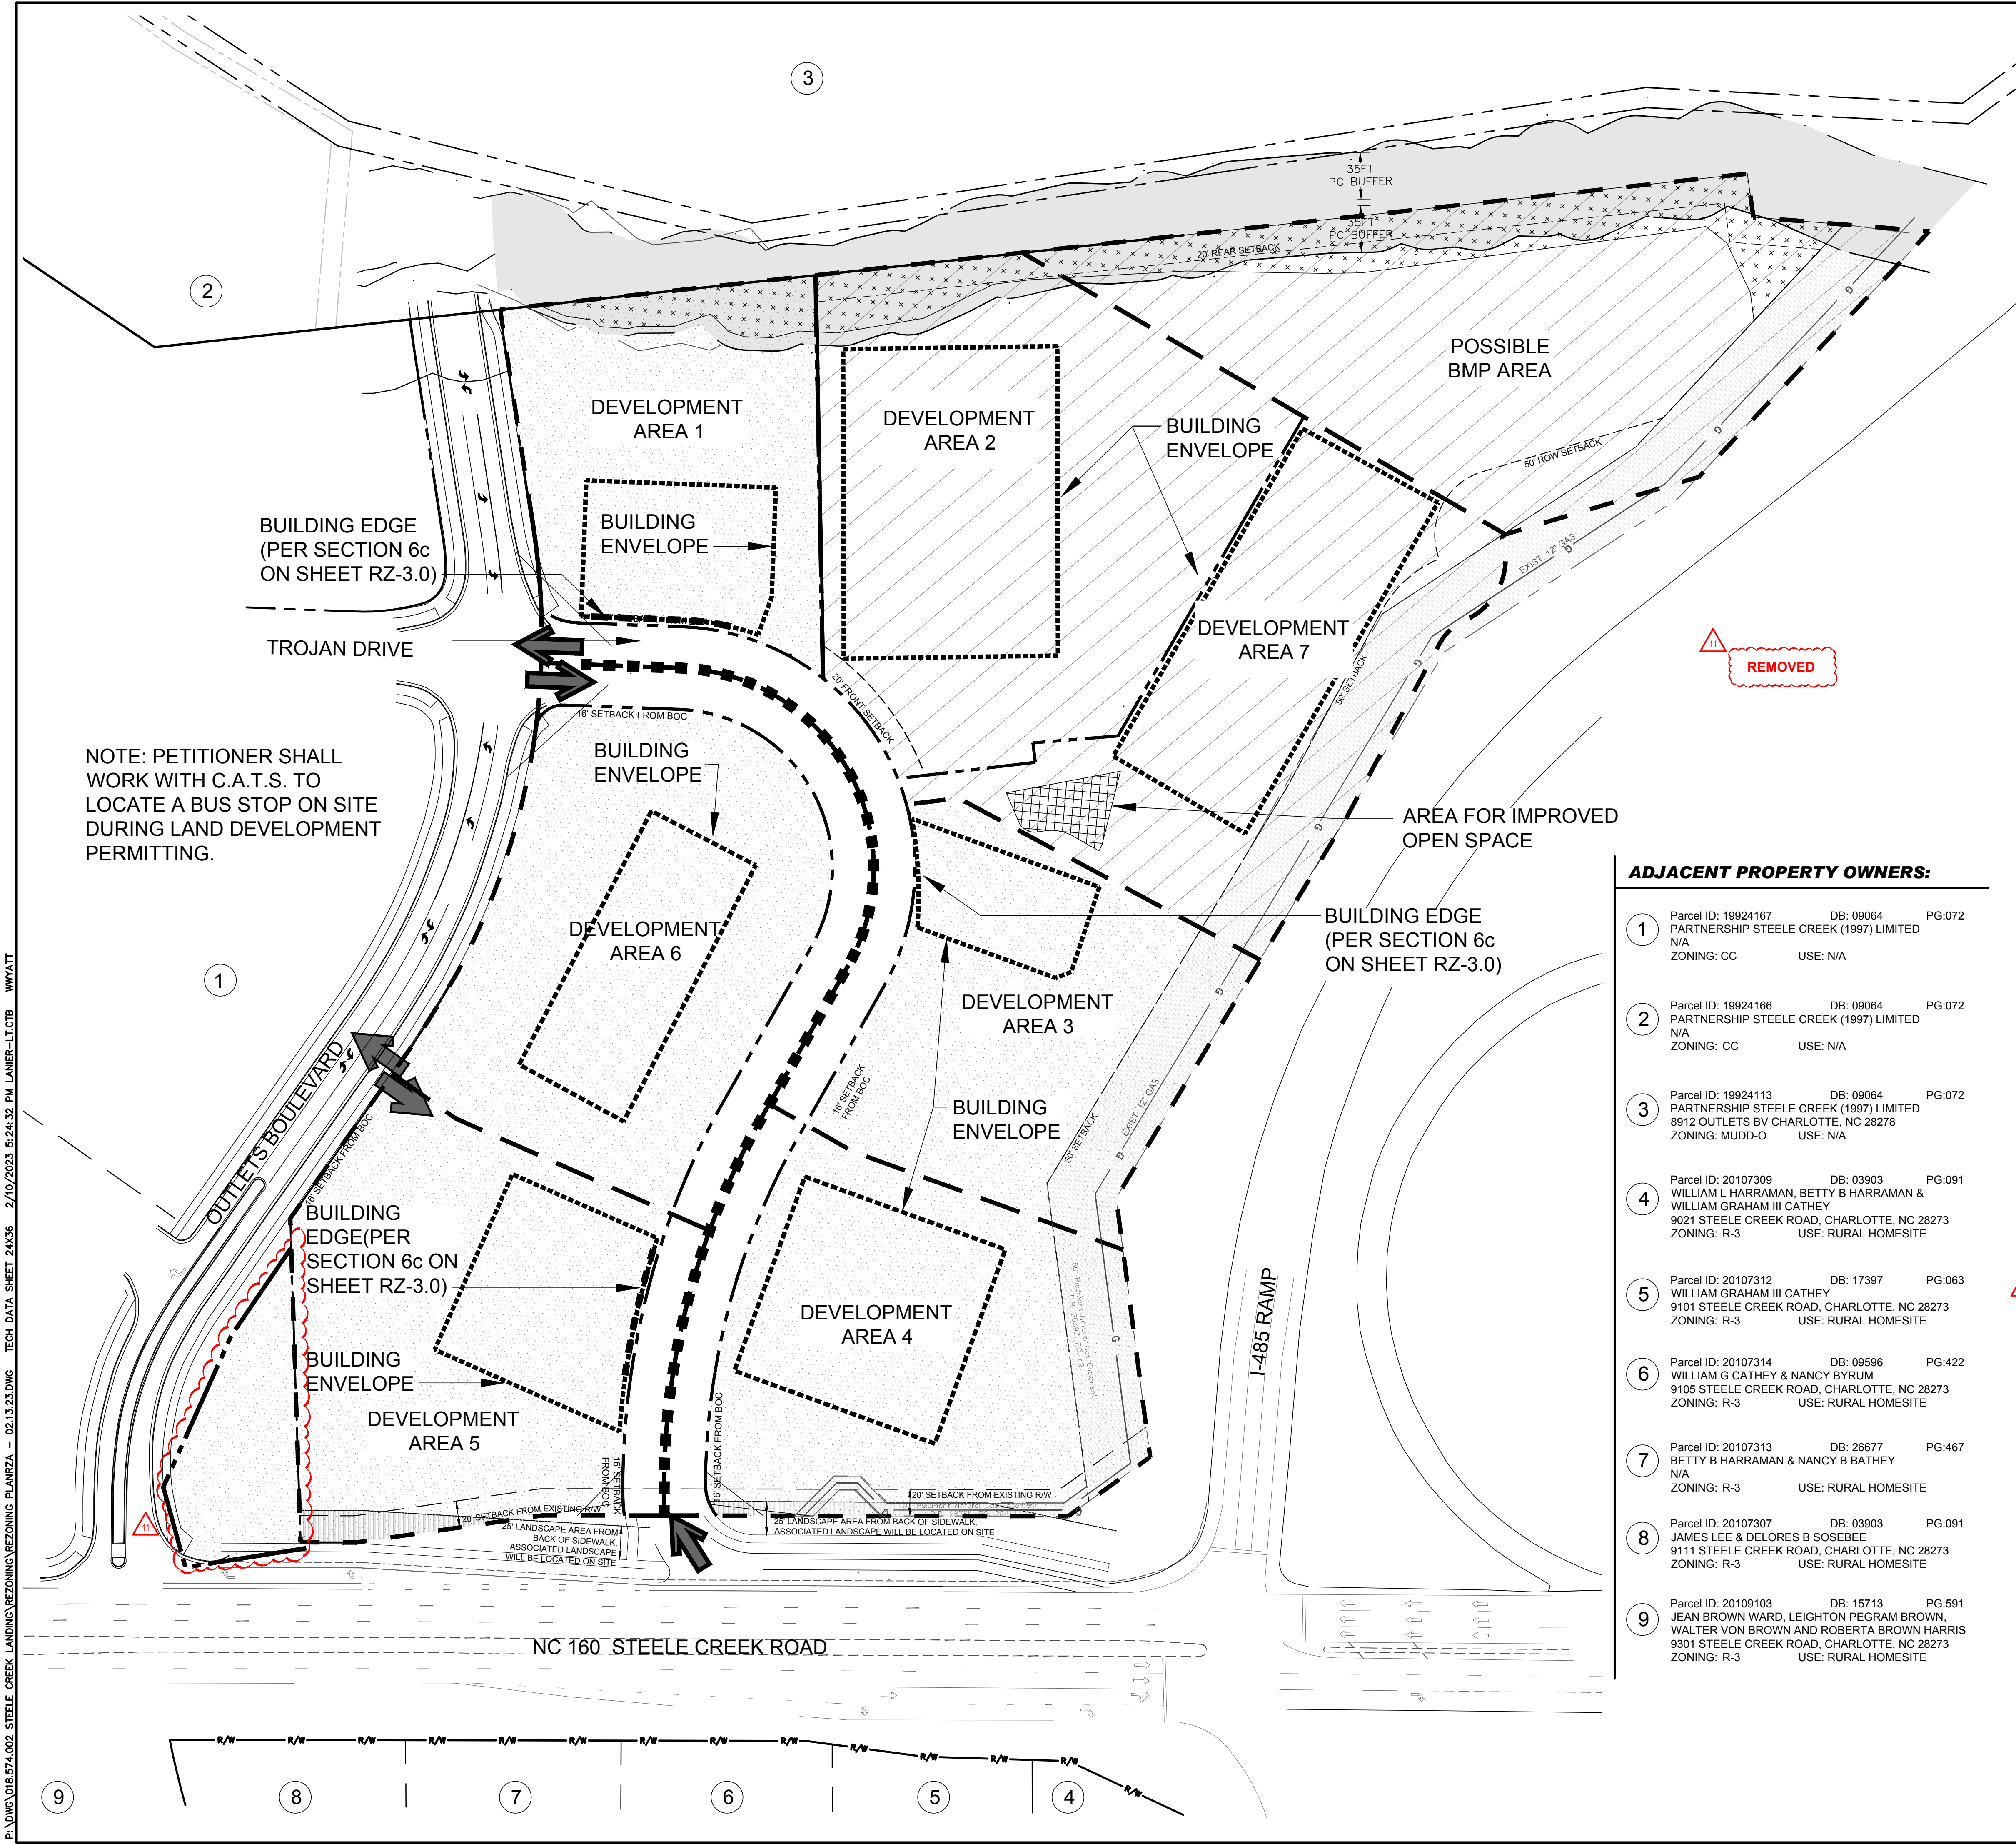 3
35FT
PC BUFFER
35FT
PC BUFFER
20' REAR SETBACK
2
DEVELOPMENT
AREA 1
DEVELOPMENT
AREA 2
POSSIBLE
BMP AREA
BUILDING
ENVELOPE
50' ROW SETBACK
BUILDING EDGE
(PER SECTION 6c
ON SHEET RZ-3.0)
BUILDING
ENVELOPE
EXIST. 12" GAS
TROJAN DRIVE
DEVELOPMENT
AREA 7
11
REMOVED
50' SETBACK
20' FRONT SETBACK
16' SETBACK FROM BOC
NOTE: PETITIONER SHALL
WORK WITH C.A.T.S. TO
LOCATE A BUS STOP ON SITE
DURING LAND DEVELOPMENT
PERMITTING.
BUILDING
ENVELOPE
AREA FOR IMPROVED
OPEN SPACE
DEVELOPMENT
AREA 6
BUILDING EDGE
(PER SECTION 6c
ON SHEET RZ-3.0)
1
DEVELOPMENT
AREA 3
16' SETBACK
FROM BOC
BUILDING
ENVELOPE
50' SETBACK
EXIST. 12" GAS
OUTLETS BOULEVARD
16' SETBACK FROM BOC
BUILDING
EDGE(PER
SECTION 6c ON
SHEET RZ-3.0)
BUILDING
ENVELOPE
DEVELOPMENT
AREA 5
DEVELOPMENT
AREA 4
50' Piedmont Natural Gas Easement
I-485 RAMP
16' SETBACK
FROM BOC
16' SETBACK FROM BOC
11
20' SETBACK FROM EXISTING R/W
25' LANDSCAPE AREA FROM
BACK OF SIDEWALK,
ASSOCIATED LANDSCAPE
WILL BE LOCATED ON SITE
20' SETBACK FROM EXISTING R/W
25' LANDSCAPE AREA FROM BACK OF SIDEWALK,
ASSOCIATED LANDSCAPE WILL BE LOCATED ON SITE
G G G G G G G G G
NC 160 STEELE CREEK ROAD
R/W R/W R/W R/W R/W R/W R/W R/W R/W R/W R/W R/W R/W R/W
9 8 7 6 5 4
ADJACENT PROPERTY OWNERS:
1 Parcel ID: 19924167 DB: 09064 PG:072
PARTNERSHIP STEELE CREEK (1997) LIMITED
N/A
ZONING: CC USE: N/A
2 Parcel ID: 19924166 DB: 09064 PG:072
PARTNERSHIP STEELE CREEK (1997) LIMITED
N/A
ZONING: CC USE: N/A
3 Parcel ID: 19924113 DB: 09064 PG:072
PARTNERSHIP STEELE CREEK (1997) LIMITED
8912 OUTLETS BV CHARLOTTE, NC 28278
ZONING: MUDD-O USE: N/A
4 Parcel ID: 20107309 DB: 03903 PG:091
WILLIAM L HARRAMAN, BETTY B HARRAMAN &
WILLIAM GRAHAM III CATHEY
9021 STEELE CREEK ROAD, CHARLOTTE, NC 28273
ZONING: R-3 USE: RURAL HOMESITE
5 Parcel ID: 20107312 DB: 17397 PG:063
WILLIAM GRAHAM III CATHEY
9101 STEELE CREEK ROAD, CHARLOTTE, NC 28273
ZONING: R-3 USE: RURAL HOMESITE
6 Parcel ID: 20107314 DB: 09596 PG:422
WILLIAM G CATHEY & NANCY BYRUM
9105 STEELE CREEK ROAD, CHARLOTTE, NC 28273
ZONING: R-3 USE: RURAL HOMESITE
7 Parcel ID: 20107313 DB: 26677 PG:467
BETTY B HARRAMAN & NANCY B BATHEY
N/A
ZONING: R-3 USE: RURAL HOMESITE
8 Parcel ID: 20107307 DB: 03903 PG:091
JAMES LEE & DELORES B SOSEBEE
9111 STEELE CREEK ROAD, CHARLOTTE, NC 28273
ZONING: R-3 USE: RURAL HOMESITE
9 Parcel ID: 20109103 DB: 15713 PG:591
JEAN BROWN WARD, LEIGHTON PEGRAM BROWN,
WALTER VON BROWN AND ROBERTA BROWN HARRIS
9301 STEELE CREEK ROAD, CHARLOTTE, NC 28273
ZONING: R-3 USE: RURAL HOMESITE
P:\DWG\018.574.002 STEELE CREEK LANDING\REZONING\REZONING PLAN\RZA - 02.13.23.DWG TECH DATA SHEET 24X36 2/10/2023 5:24:32 PM LANIER-LT.CTB WWYATT